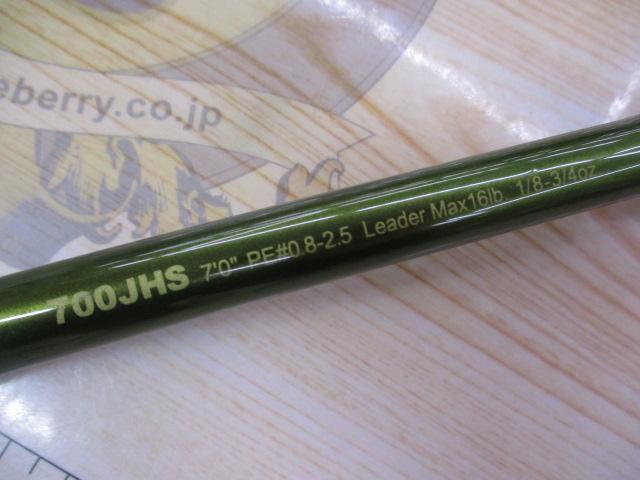 eberry.co.jp
700JHS 7'0" PE#0.8-2.5 Leader Max16lb. 1/8-3/4oz